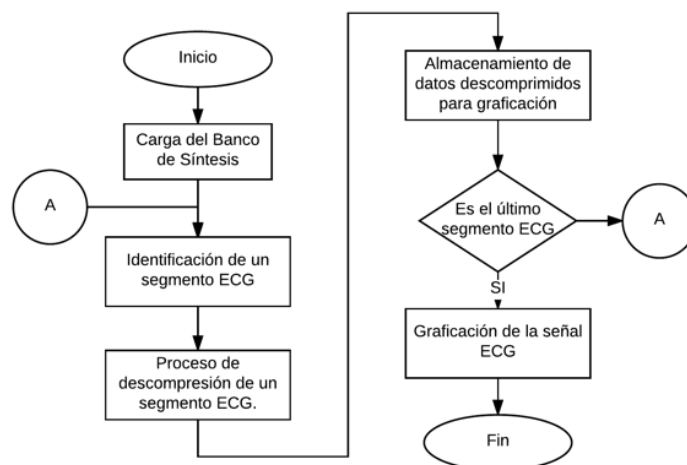 Inicio
Carga del Banco
de Síntesis
A
Identificación de un
segmento ECG
Proceso de
descompresión de un
segmento ECG.
Almacenamiento de
datos descomprimidos
para graficación
Es el último
segmento ECG
A
SI
Graficación de la señal
ECG
Fin